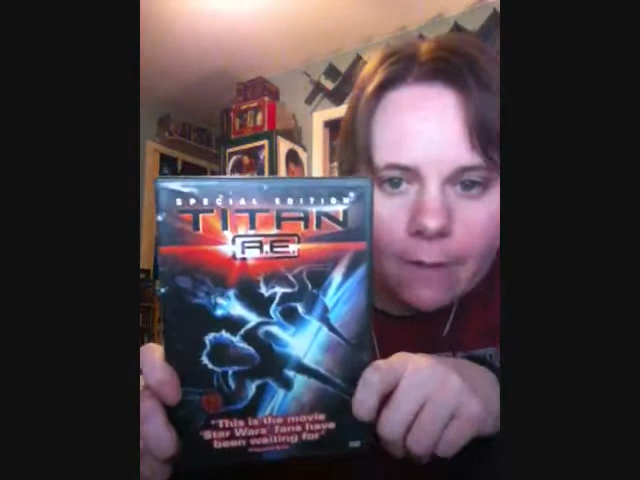 SPECIAL EDITION
TITAN
A.E.
"This is the movie
'Star Wars' fans have
been waiting for"